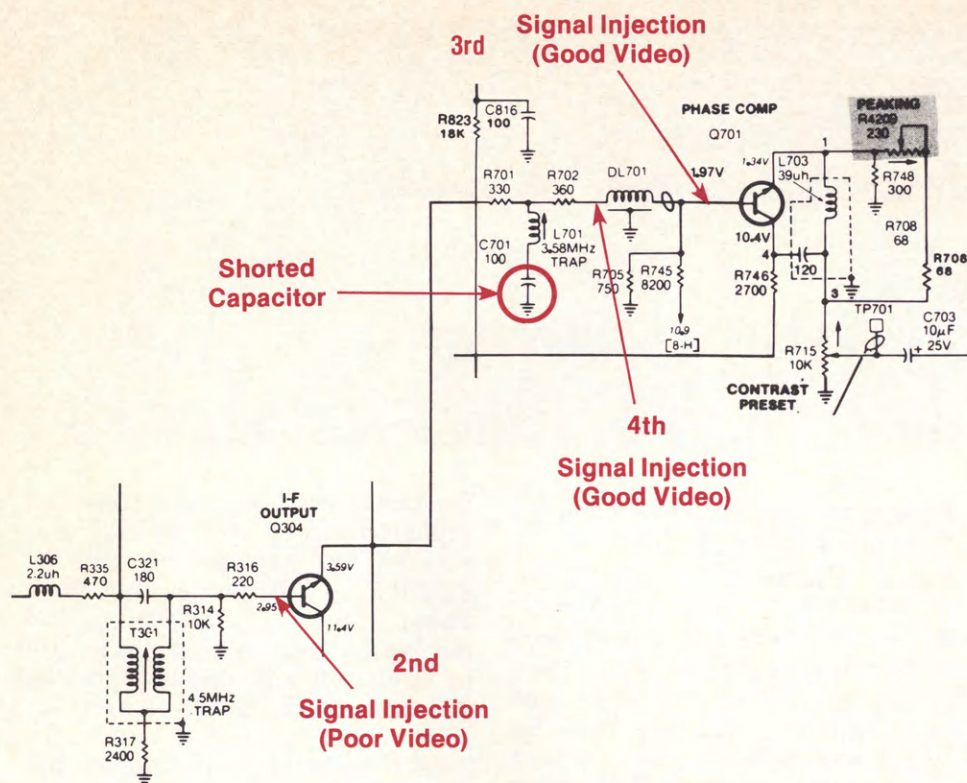 Signal Injection
(Good Video)
3rd
PEAKING
R4209
230
C816
100
R823
18K
PHASE COMP
Q701
1
1.34V
L703
39uh
R748
300
1.97V
R701
330
R702
360
DL701
R708
68
10.4V
4
L701
3.58MHz
TRAP
C701
100
Shorted
Capacitor
R705
750
R745
8200
R746
2700
120
R708
68
3
TP701
C703
10µF
25V
+
10.9
[8-H]
R715
10K
CONTRAST
PRESET
4th
Signal Injection
(Good Video)
I-F
OUTPUT
Q304
L306
2.2uh
R335
470
C321
180
R316
220
3.59V
2.95
R314
10K
11.4V
T301
2nd
4.5MHz
TRAP
Signal Injection
(Poor Video)
R317
2400